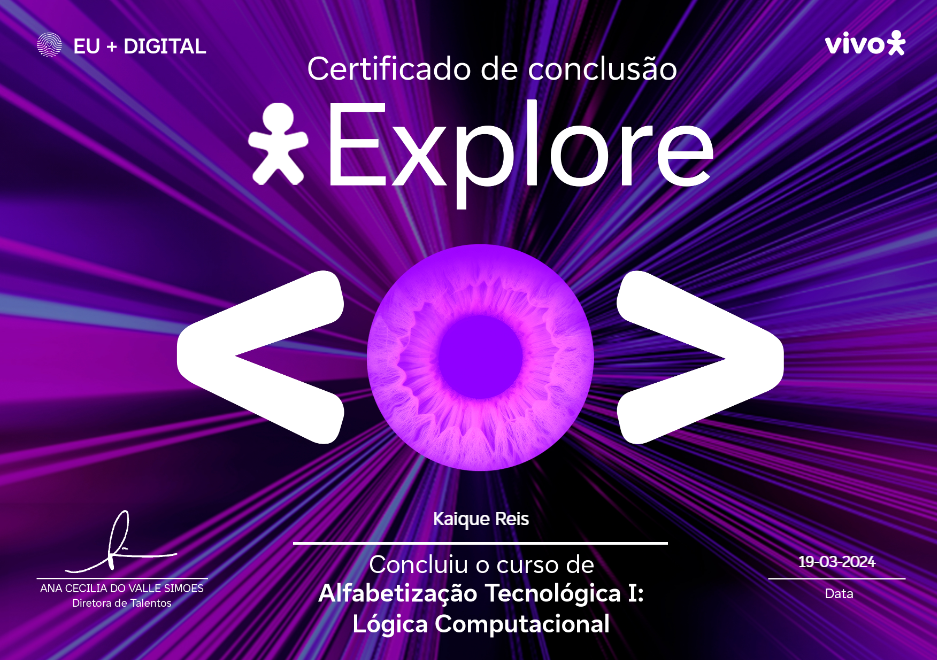 EU + DIGITAL
vivo
Certificado de conclusão
Explore
< >
Kaique Reis
Concluiu o curso de
Alfabetização Tecnológica I:
Lógica Computacional
ANA CECILIA DO VALLE SIMOES
Diretora de Talentos
19-03-2024
Data